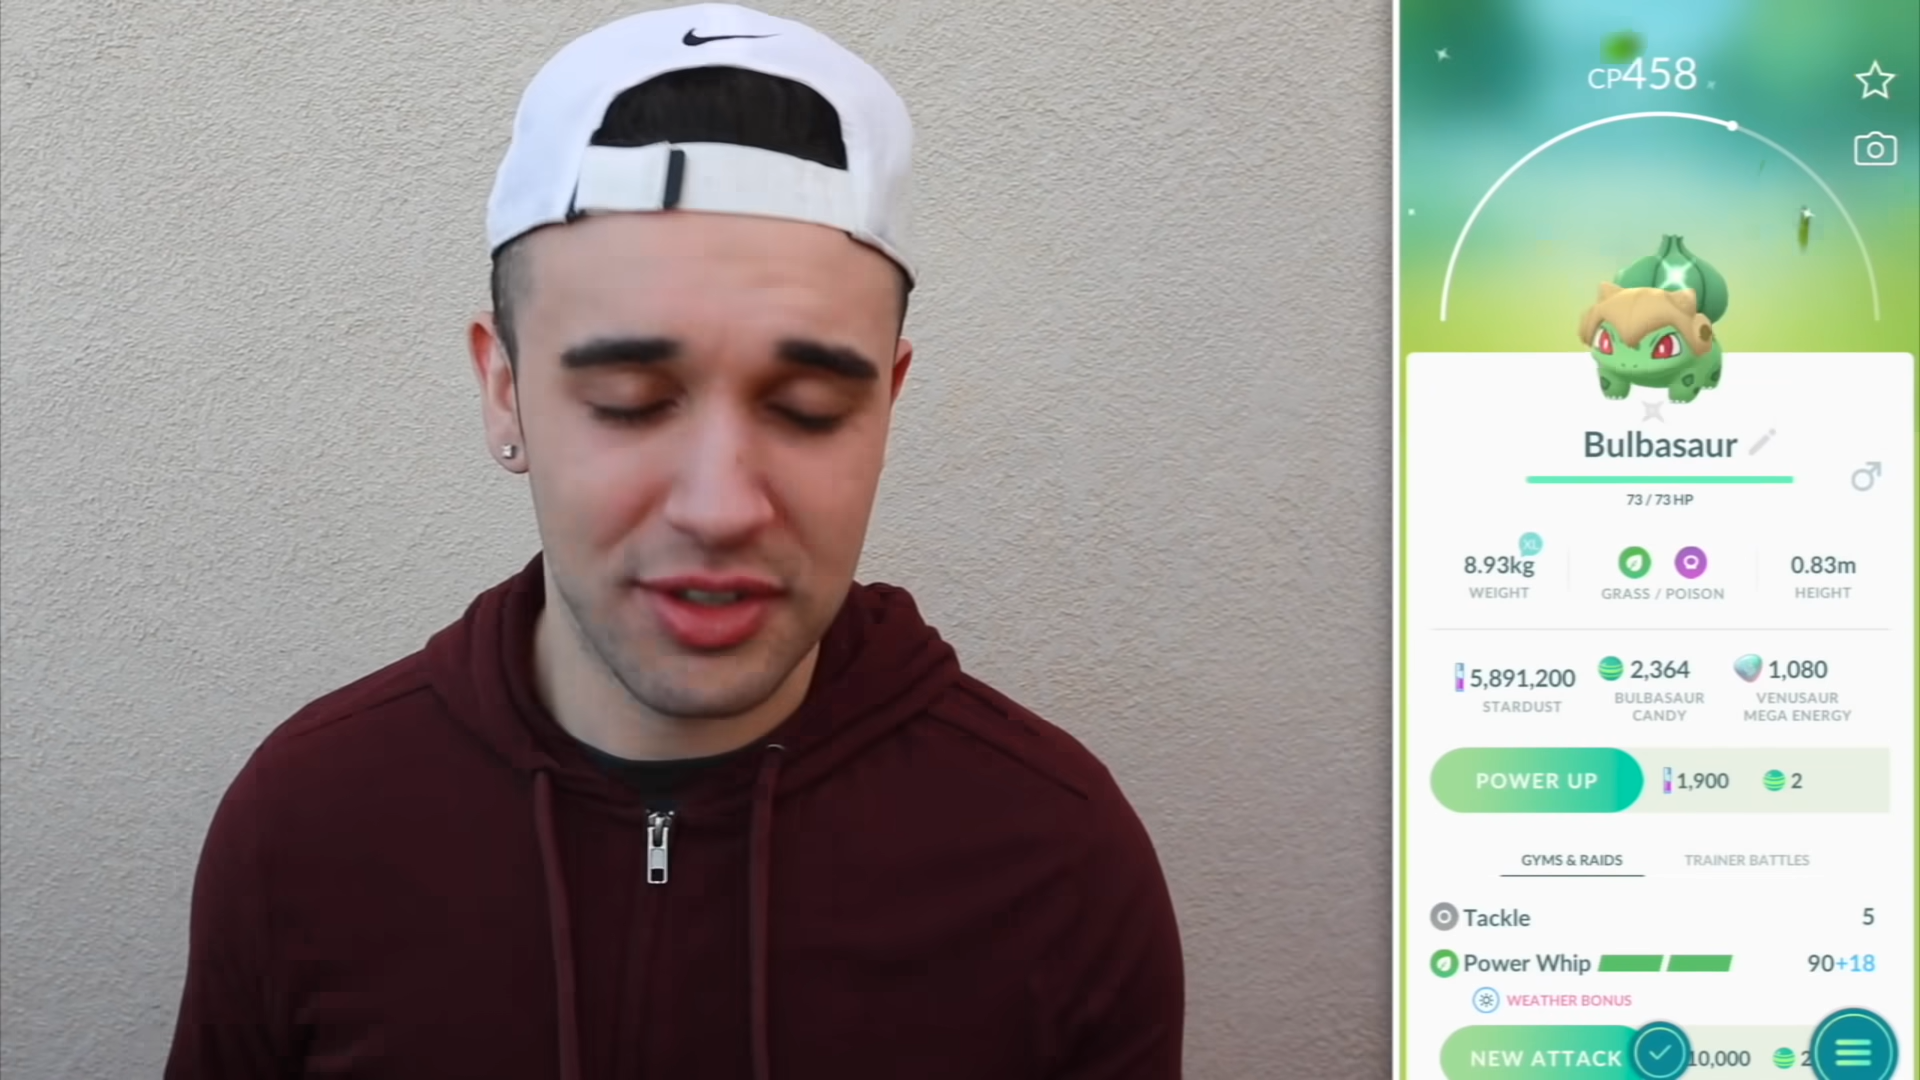 CP458
Bulbasaur
73 / 73 HP
XL
8.93kg
WEIGHT
GRASS / POISON
0.83m
HEIGHT
5,891,200
STARDUST
2,364
BULBASAUR
CANDY
1,080
VENUSAUR
MEGA ENERGY
POWER UP
1,900
2
GYMS & RAIDS
TRAINER BATTLES
Tackle
5
Power Whip
90+18
WEATHER BONUS
NEW ATTACK
10,000